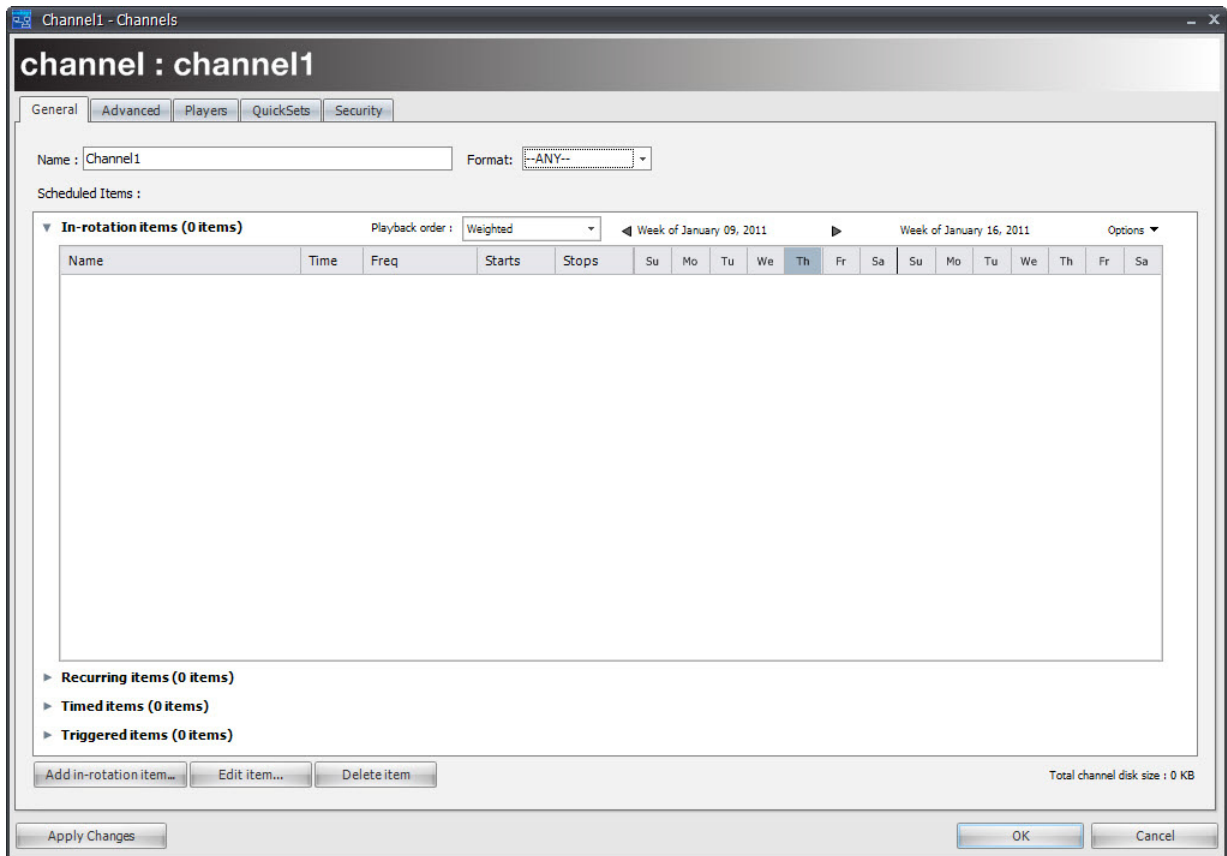 Channel1 - Channels
channel : channel1
General Advanced Players QuickSets Security
Name : Channel1 Format: --ANY--
Scheduled Items :
In-rotation items (0 items) Playback order : Weighted Week of January 09, 2011 Week of January 16, 2011 Options
Name Time Freq Starts Stops Su Mo Tu We Th Fr Sa Su Mo Tu We Th Fr Sa
Recurring items (0 items)
Timed items (0 items)
Triggered items (0 items)
Add in-rotation item... Edit item... Delete item Total channel disk size : 0 KB
Apply Changes OK Cancel